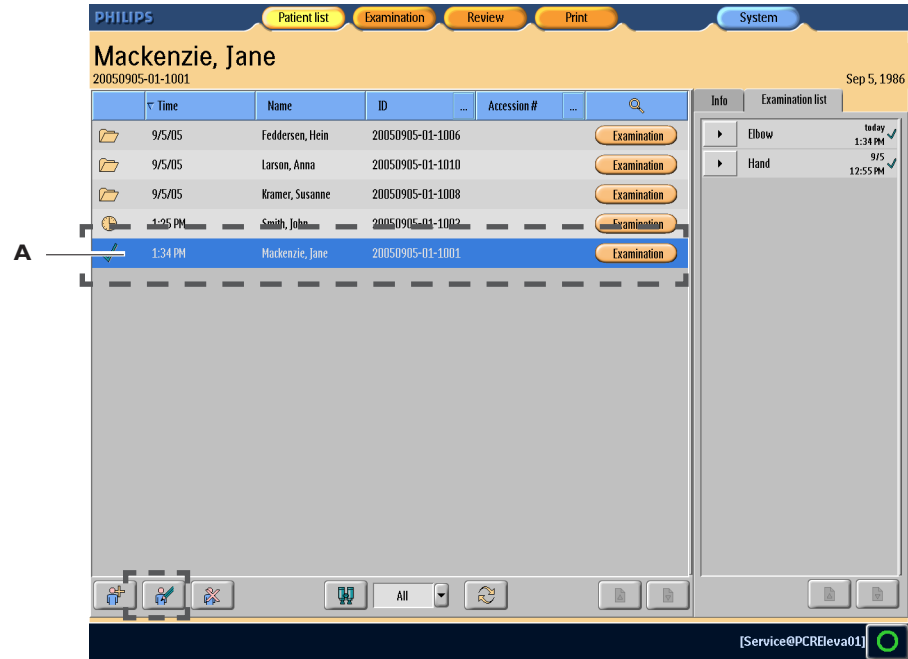 PHILIPS Patient list Examination Review Print System
Mackenzie, Jane
20050905-01-1001 Sep 5, 1986
Time Name ID ... Accession # ... Info Examination list
9/5/05 Feddersen, Hein 20050905-01-1006 Examination
Elbow today 1:34 PM
9/5/05 Larson, Anna 20050905-01-1010 Examination
Hand 9/5 12:55 PM
9/5/05 Kramer, Susanne 20050905-01-1008 Examination
1:25 PM Smith, John 20050905-01-1002 Examination
A 1:34 PM Mackenzie, Jane 20050905-01-1001 Examination
All
[Service@PCREleva01]